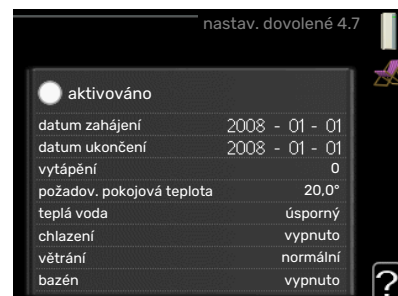 nastav. dovolené 4.7
aktivováno
datum zahájení 2008 - 01 - 01
datum ukončení 2008 - 01 - 01
vytápění 0
požadov. pokojová teplota 20,0°
teplá voda úsporný
chlazení vypnuto
větrání normální
bazén vypnuto
?